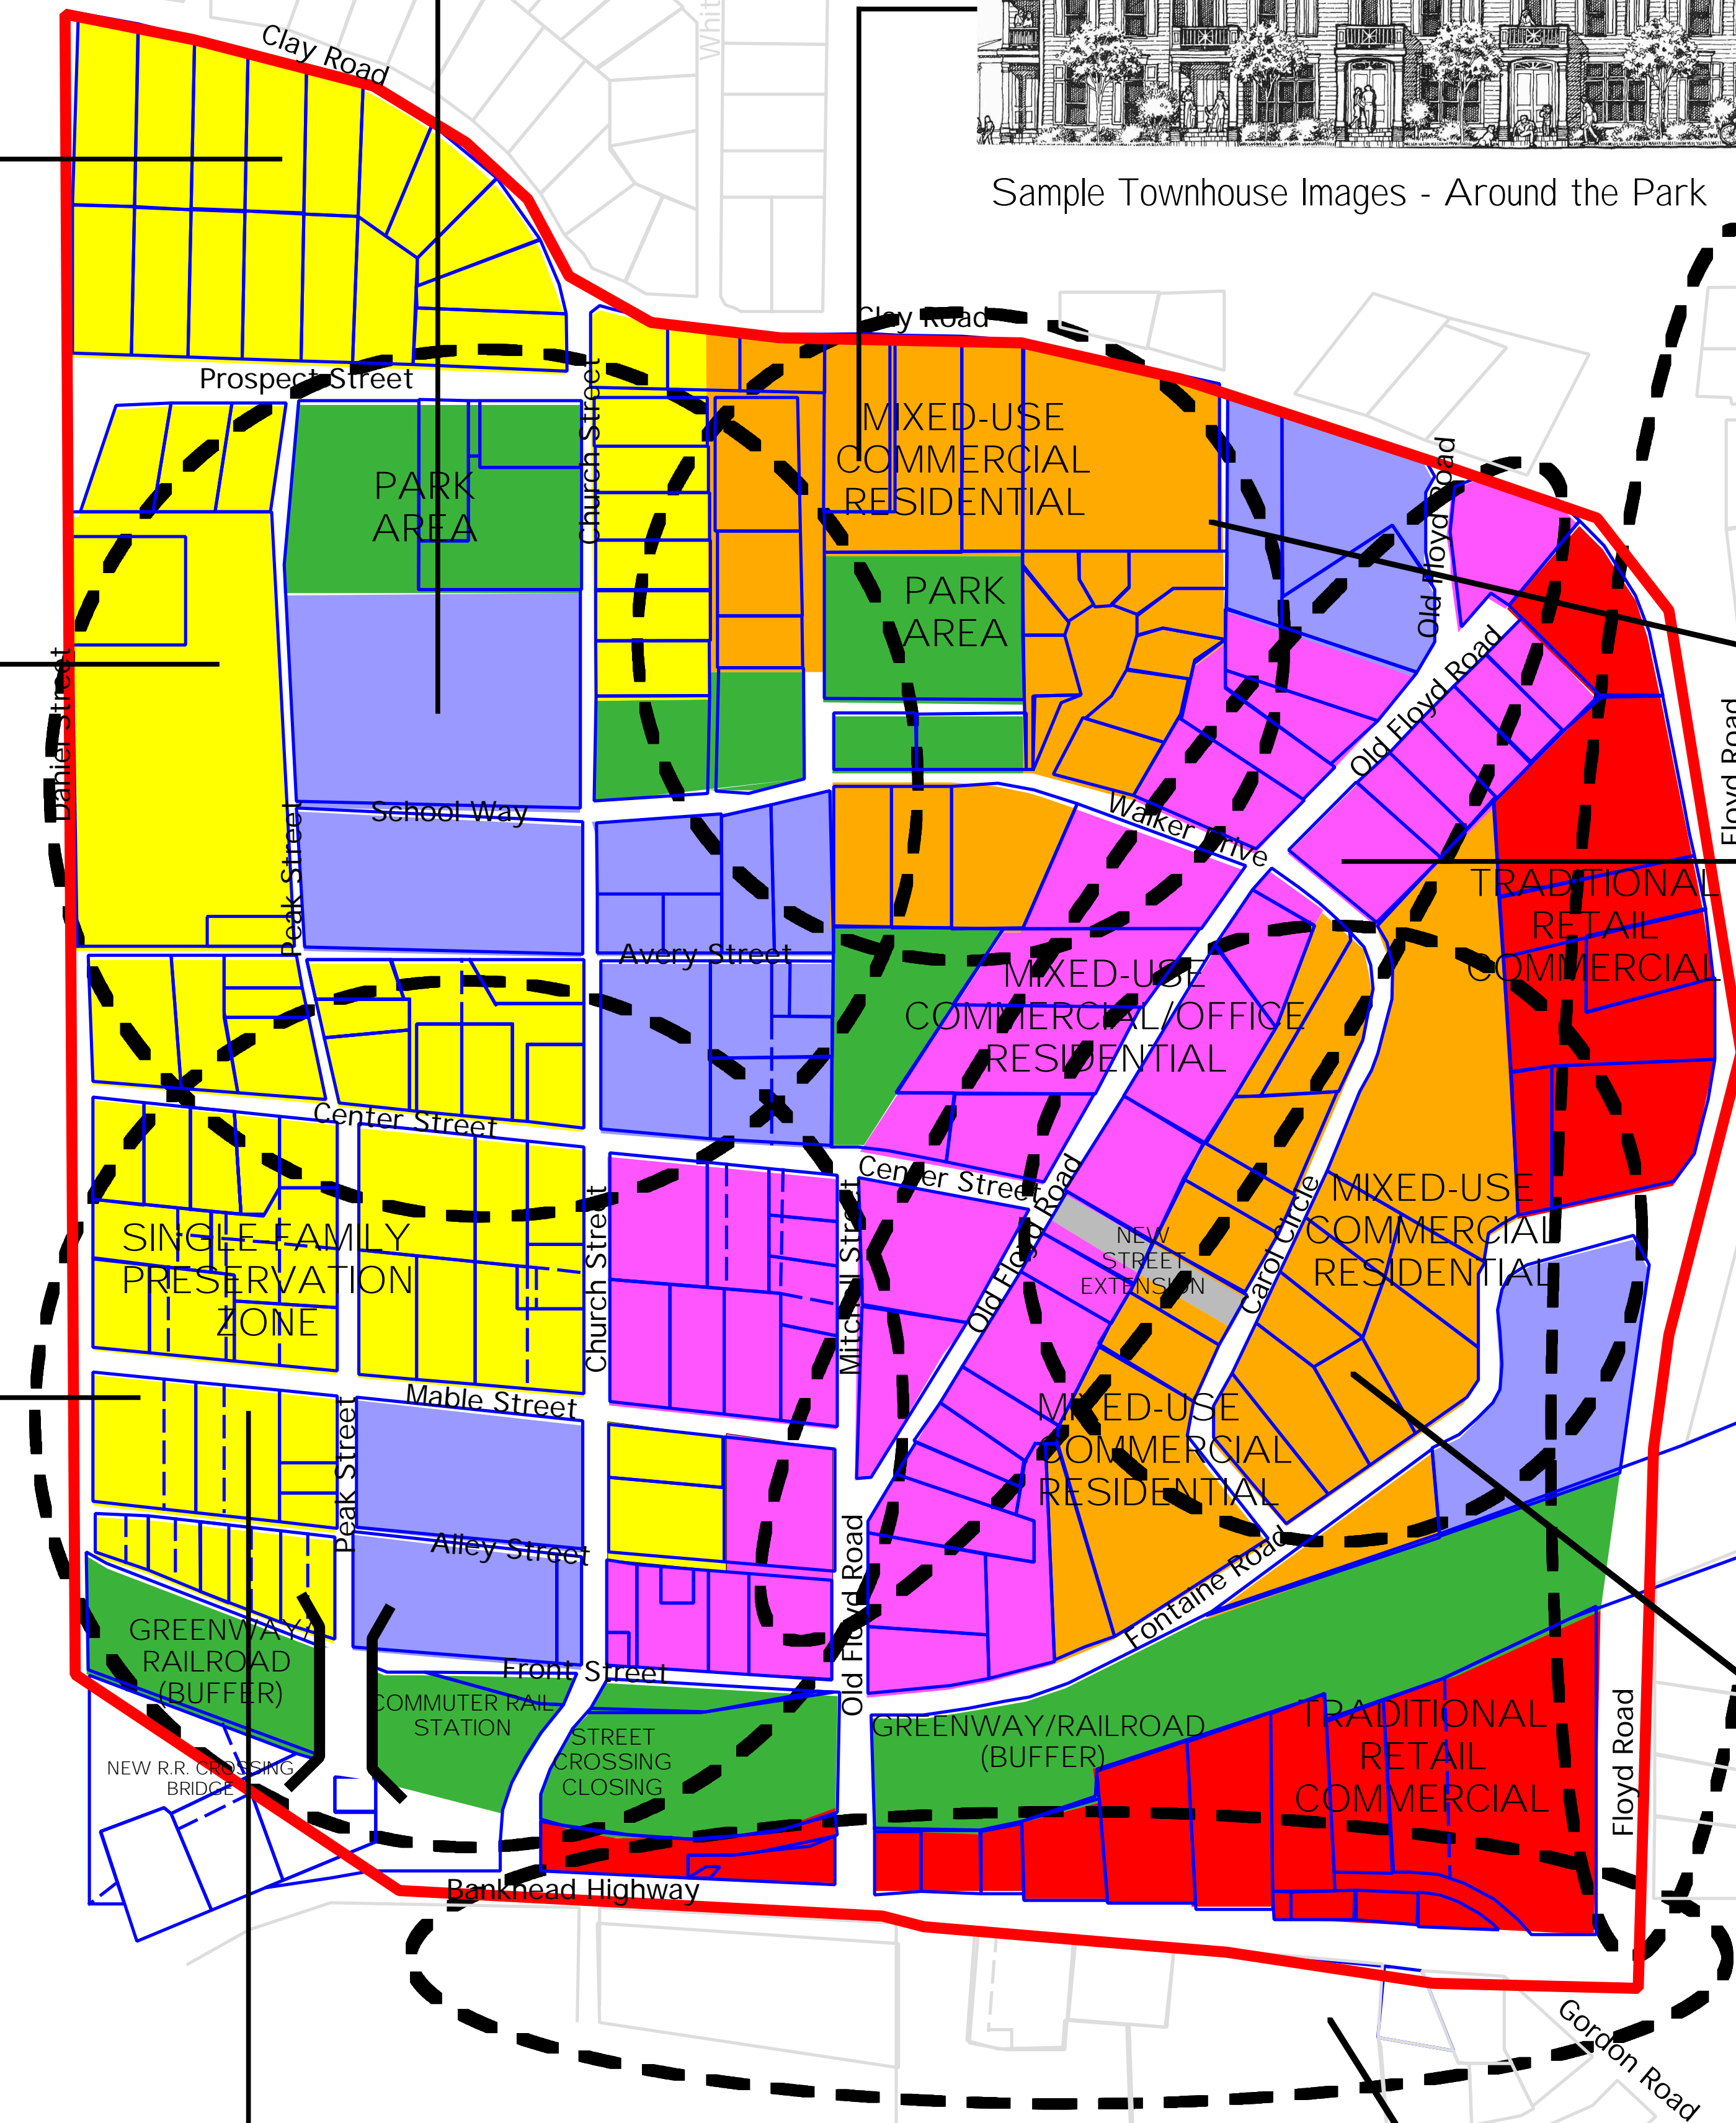 Whit
Clay Road
Sample Townhouse Images - Around the Park
Clay Road
Prospect Street
Church Street
MIXED-USE
COMMERCIAL
RESIDENTIAL
PARK
AREA
Old Floyd Road
PARK
AREA
Old Floyd Road
Daniel Street
Floyd Road
School Way
Walker Drive
Peak Street
TRADITIONAL
RETAIL
COMMERCIAL
Avery Street
MIXED-USE
COMMERCIAL/OFFICE
RESIDENTIAL
Center Street
Center Street
Old Floyd Road
Mitchell Street
Church Street
Carol Circle
MIXED-USE
COMMERCIAL
RESIDENTIAL
SINGLE FAMILY
PRESERVATION
ZONE
NEW
STREET
EXTENSION
Mable Street
Peak Street
MIXED-USE
COMMERCIAL
RESIDENTIAL
Alley Street
Old Floyd Road
Fontaine Road
GREENWAY/
RAILROAD
(BUFFER)
Front Street
COMMUTER RAIL
STATION
STREET
CROSSING
CLOSING
GREENWAY/RAILROAD
(BUFFER)
TRADITIONAL
RETAIL
COMMERCIAL
Floyd Road
NEW R.R. CROSSING
BRIDGE
Bankhead Highway
Gordon Road